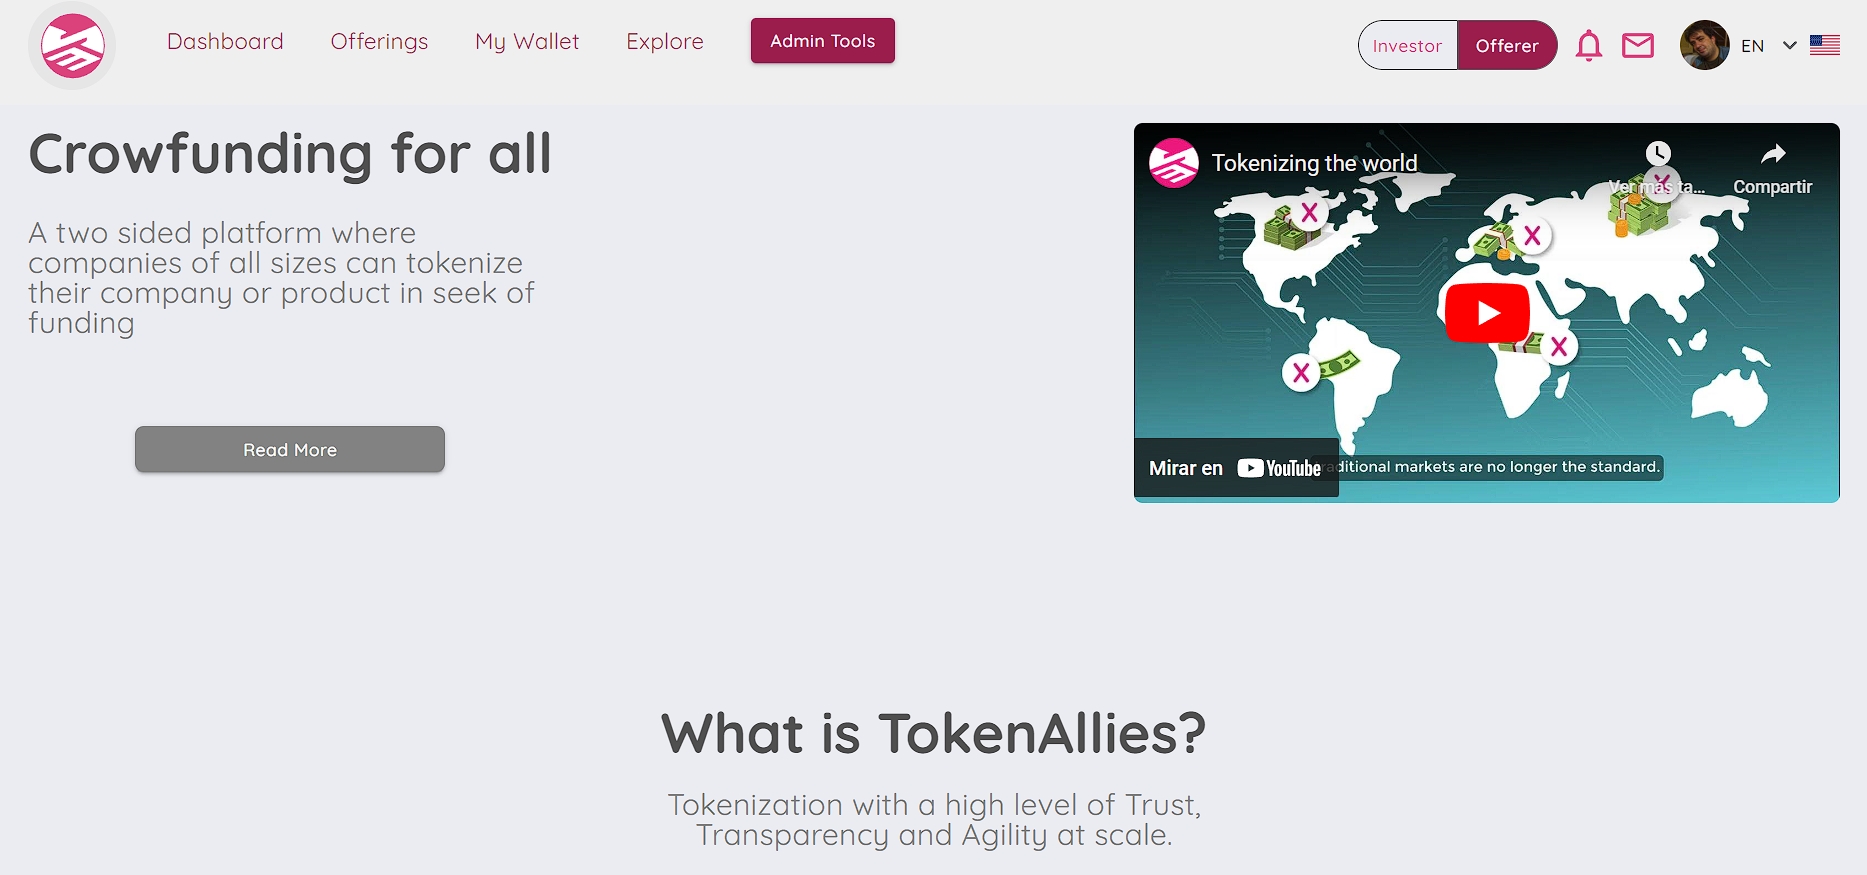 Dashboard
Offerings
My Wallet
Explore
Admin Tools
Investor
Offerer
EN
Crowfunding for all
A two sided platform where
companies of all sizes can tokenize
their company or product in seek of
funding
Read More
Tokenizing the world
Ver más ta...
Compartir
X
X
X
X
X
Mirar en YouTube
raditional markets are no longer the standard.
What is TokenAllies?
Tokenization with a high level of Trust,
Transparency and Agility at scale.